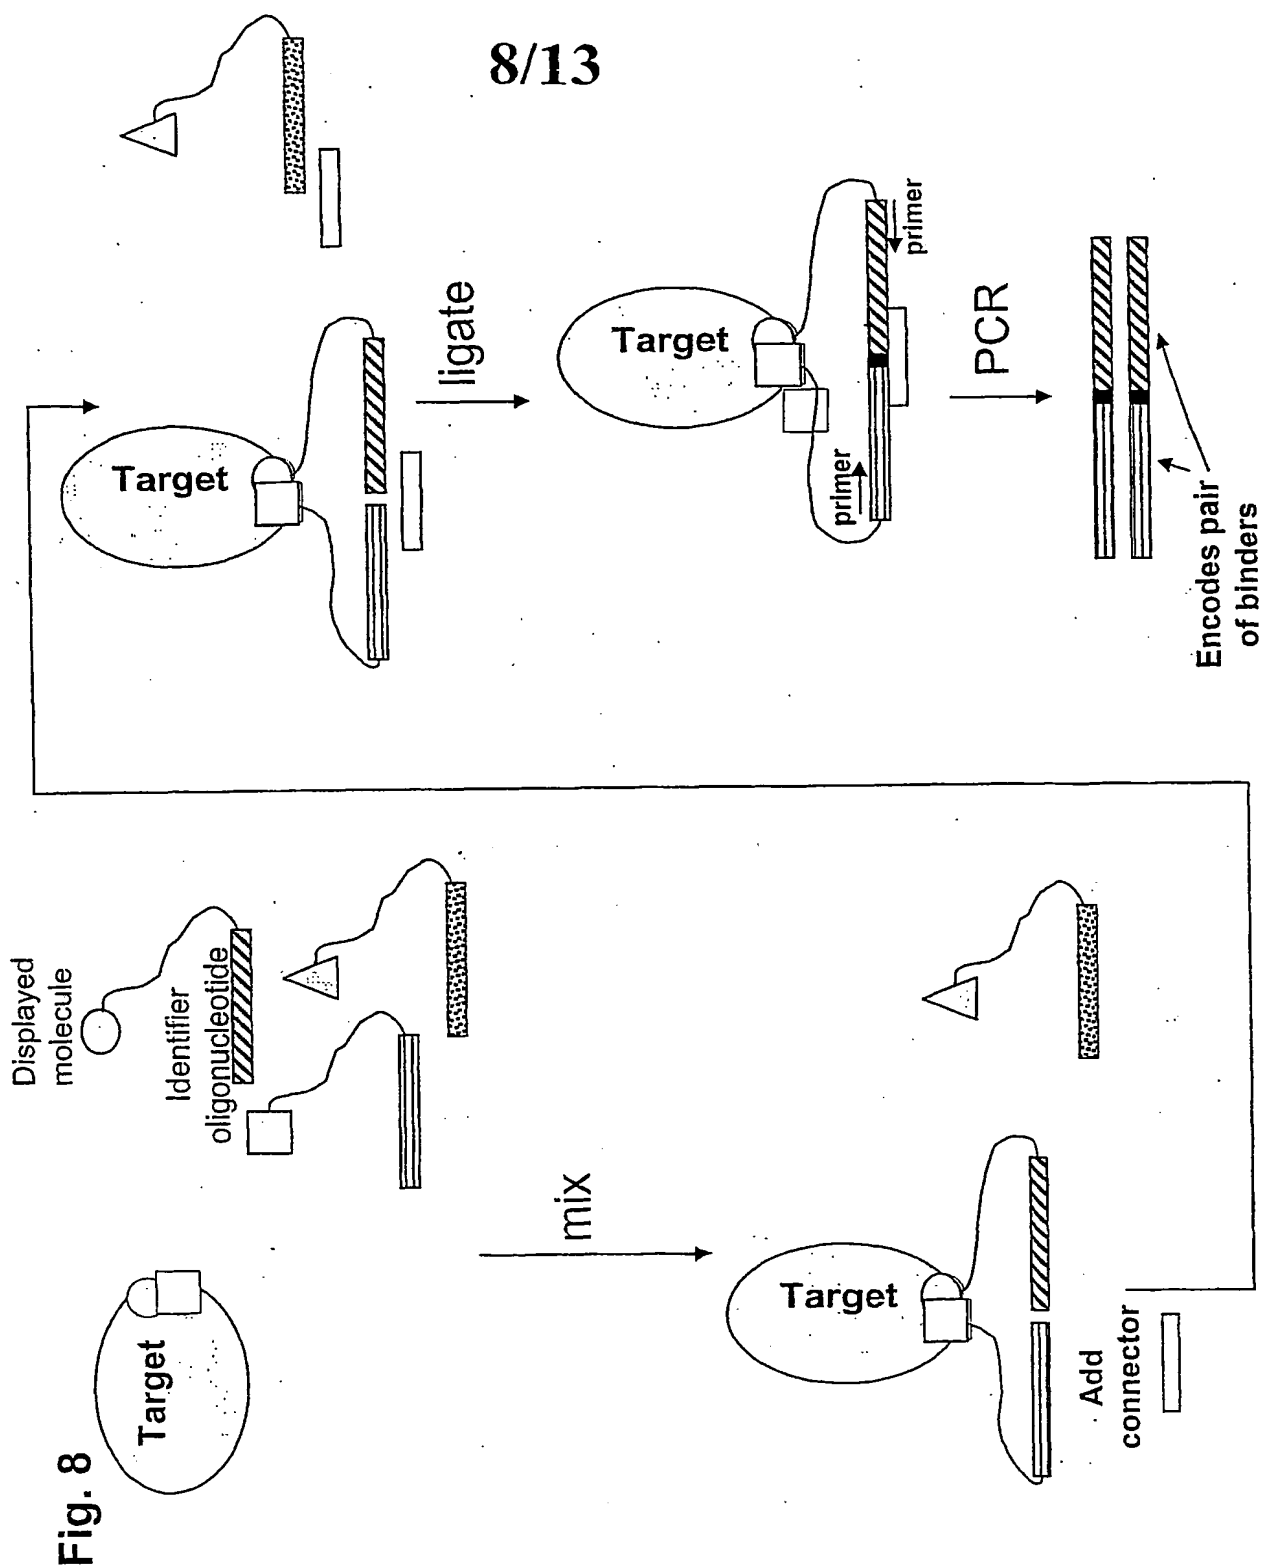 8/13
Fig. 8
Target
Displayed
molecule
Identifier
oligonucleotide
mix
Target
Add
connector
Target
ligate
Target
primer
primer
PCR
Encodes pair
of binders